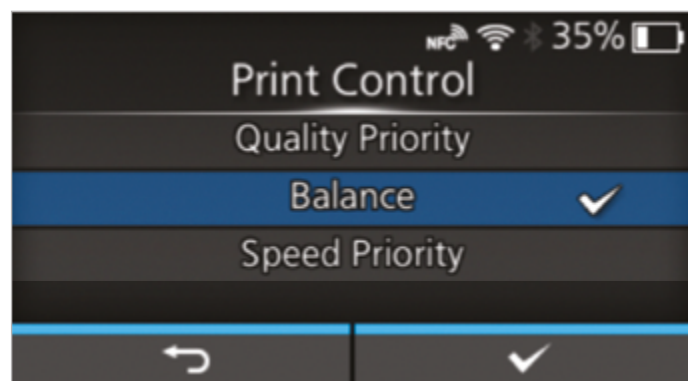 NFC 35%
Print Control
Quality Priority
Balance
Speed Priority